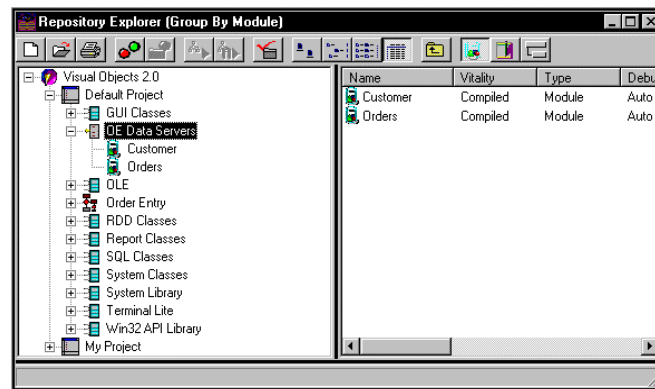 Repository Explorer (Group By Module)
Visual Objects 2.0
Default Project
GUI Classes
OE Data Servers
Customer
Orders
OLE
Order Entry
RDD Classes
Report Classes
SQL Classes
System Classes
System Library
Terminal Lite
Win32 API Library
My Project
Name Vitality Type Debu
Customer Compiled Module Auto
Orders Compiled Module Auto